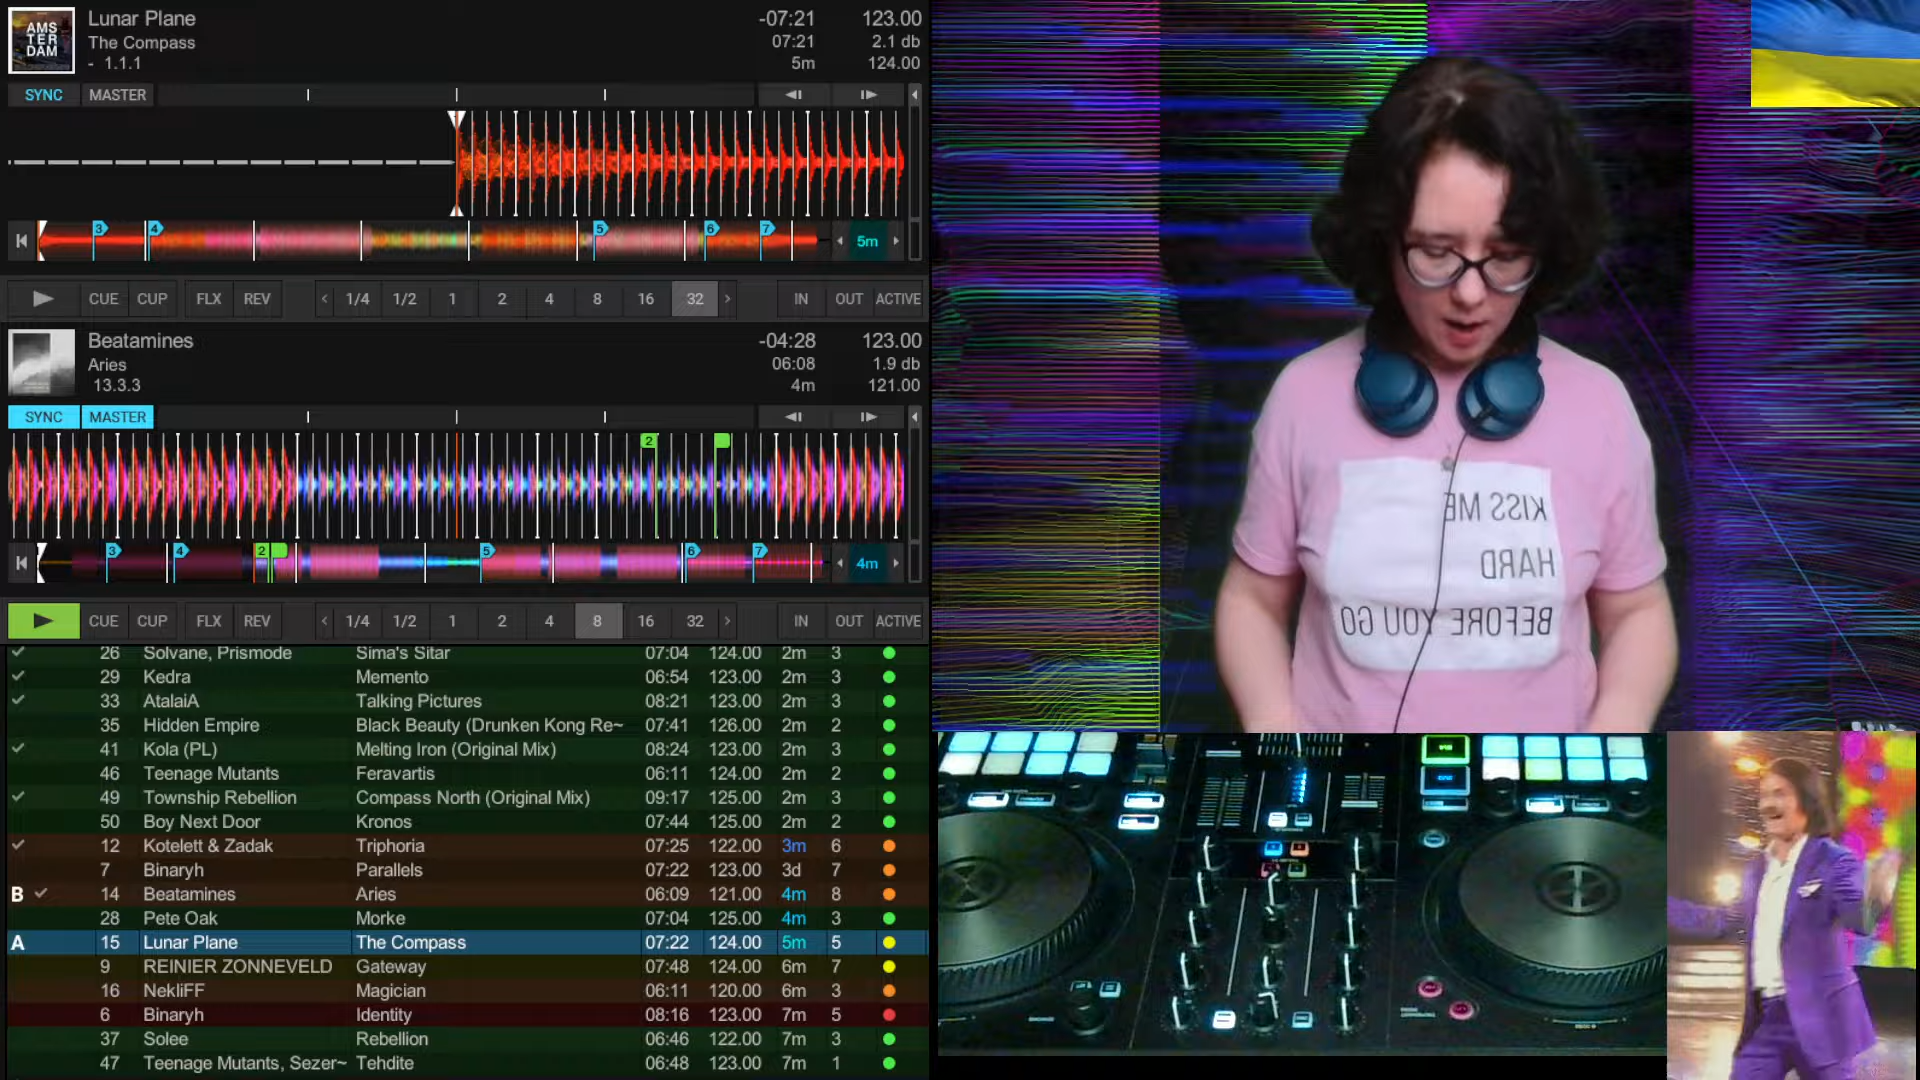 AMS
TER
DAM
Lunar Plane -07:21 123.00
The Compass 07:21 2.1 db
- 1.1.1 5m 124.00
SYNC MASTER
3 4 5 6 7 5m
CUE CUP FLX REV 1/4 1/2 1 2 4 8 16 32 IN OUT ACTIVE
Beatamines -04:28 123.00
Aries 06:08 1.9 db
13.3.3 4m 121.00
SYNC MASTER
2
3 4 2 5 6 7 4m
CUE CUP FLX REV 1/4 1/2 1 2 4 8 16 32 IN OUT ACTIVE
26 Solvane, Prismode Sima's Sitar 07:04 124.00 2m 3
29 Kedra Memento 06:54 123.00 2m 3
33 AtalaiA Talking Pictures 08:21 123.00 2m 3
35 Hidden Empire Black Beauty (Drunken Kong Re~ 07:41 126.00 2m 2
41 Kola (PL) Melting Iron (Original Mix) 08:24 123.00 2m 3
46 Teenage Mutants Feravartis 06:11 124.00 2m 2
49 Township Rebellion Compass North (Original Mix) 09:17 125.00 2m 3
50 Boy Next Door Kronos 07:44 125.00 2m 2
12 Kotelett & Zadak Triphoria 07:25 122.00 3m 6
7 Binaryh Parallels 07:22 123.00 3d 7
B 14 Beatamines Aries 06:09 121.00 4m 8
28 Pete Oak Morke 07:04 125.00 4m 3
A 15 Lunar Plane The Compass 07:22 124.00 5m 5
9 REINIER ZONNEVELD Gateway 07:48 124.00 6m 7
16 NekliFF Magician 06:11 120.00 6m 3
6 Binaryh Identity 08:16 123.00 7m 5
37 Solee Rebellion 06:46 122.00 7m 3
47 Teenage Mutants, Sezer~ Tehdite 06:48 123.00 7m 1
KISS ME
HARD
BEFORE YOU GO